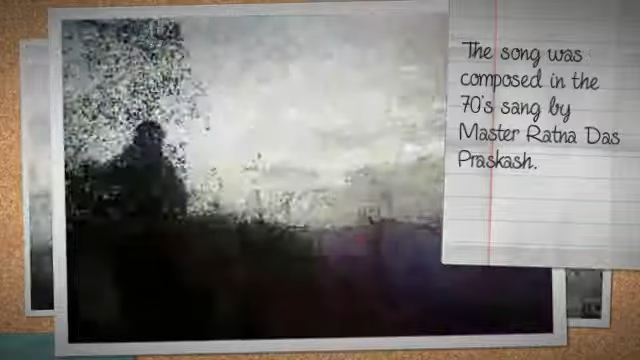 The song was
composed in the
70's sang by
Master Ratna Das
Praskash.